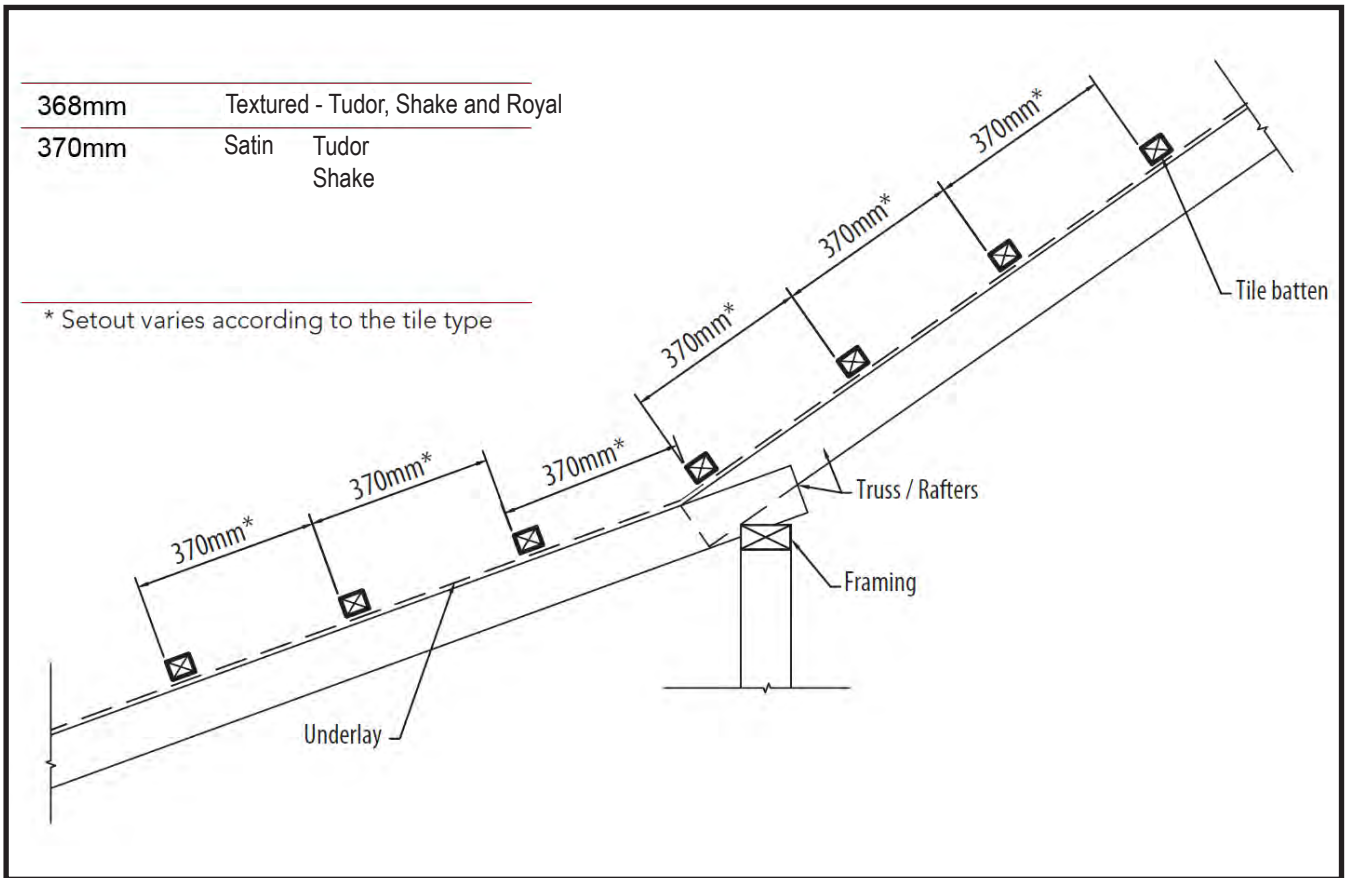 368mm Textured - Tudor, Shake and Royal
370mm Satin Tudor
Shake
* Setout varies according to the tile type
370mm*
370mm*
370mm*
370mm*
370mm*
370mm*
Tile batten
Truss / Rafters
Framing
Underlay